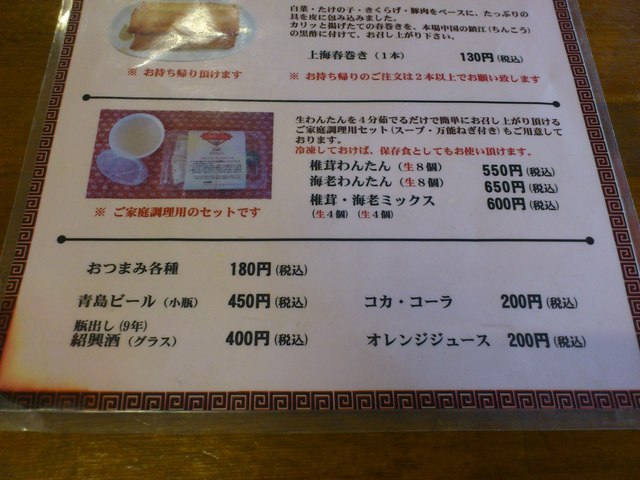 白菜・たけの子・きくらげ・豚肉をベースに、たっぷりの
具を皮に包み込みました。
カリッと揚げたての春巻きを、本場中国の鎮江(ちんこう)
の黒酢に付けて、お召し上がり下さい。
上海春巻き（1本） 130円(税込)
※ お持ち帰り頂けます
※ お持ち帰りのご注文は２本以上でお願い致します
生わんたんを４分茹でるだけで簡単にお召し上がり頂ける
ご家庭調理用セット(スープ・万能ねぎ付き)もご用意して
おります。
冷凍しておけば、保存食としてもお使い頂けます。
椎茸わんたん（生８個） 550円(税込)
海老わんたん（生８個） 650円(税込)
椎茸・海老ミックス 600円(税込)
(生４個) (生４個)
※ ご家庭調理用のセットです
おつまみ各種 180円(税込)
青島ビール（小瓶） 450円(税込)
コカ・コーラ 200円(税込)
瓶出し(9年)
紹興酒（グラス） 400円(税込)
オレンジジュース 200円(税込)